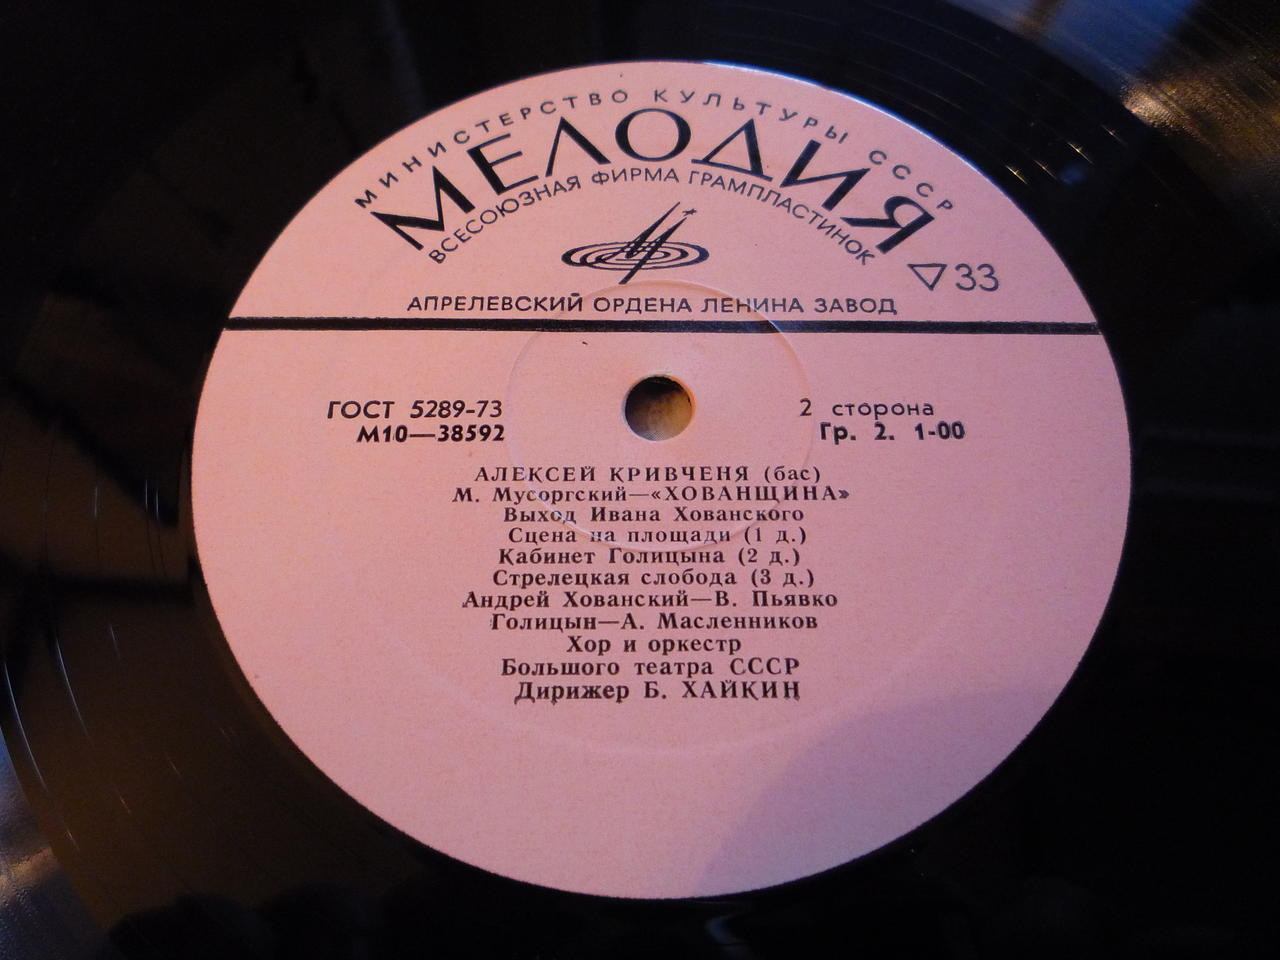 МИНИСТЕРСТВО КУЛЬТУРЫ СССР
МЕЛОДИЯ
ВСЕСОЮЗНАЯ ФИРМА ГРАМПЛАСТИНОК
33
АПРЕЛЕВСКИЙ ОРДЕНА ЛЕНИНА ЗАВОД
ГОСТ 5289-73
М10—38592
2 сторона
Гр. 2. 1-00
АЛЕКСЕЙ КРИВЧЕНЯ (бас)
М. Мусоргский—«ХОВАНЩИНА»
Выход Ивана Хованского
Сцена на площади (1 д.)
Кабинет Голицына (2 д.)
Стрелецкая слобода (3 д.)
Андрей Хованский—В. Пьявко
Голицын—А. Масленников
Хор и оркестр
Большого театра СССР
Дирижер Б. ХАЙКИН